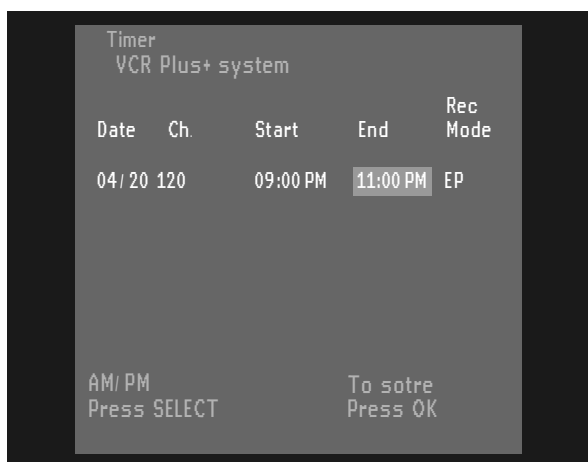 Timer
VCR Plus+ system
Rec
Date Ch. Start End Mode
04/20 120 09:00 PM 11:00 PM EP
AM/PM To sotre
Press SELECT Press OK